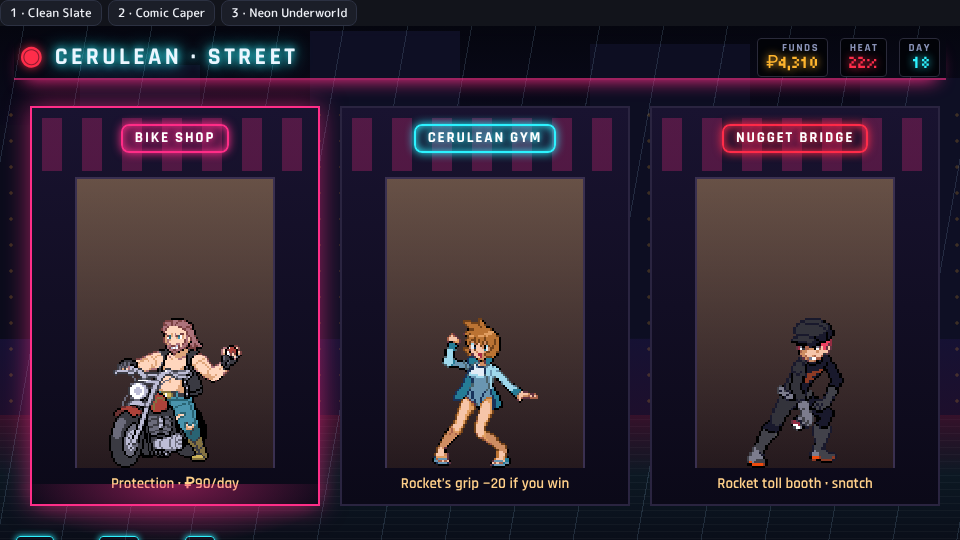 1 · Clean Slate
2 · Comic Caper
3 · Neon Underworld
CERULEAN · STREET
FUNDS
₽4,310
HEAT
22%
DAY
18
BIKE SHOP
CERULEAN GYM
NUGGET BRIDGE
Protection · ₽90/day
Rocket's grip −20 if you win
Rocket toll booth · snatch